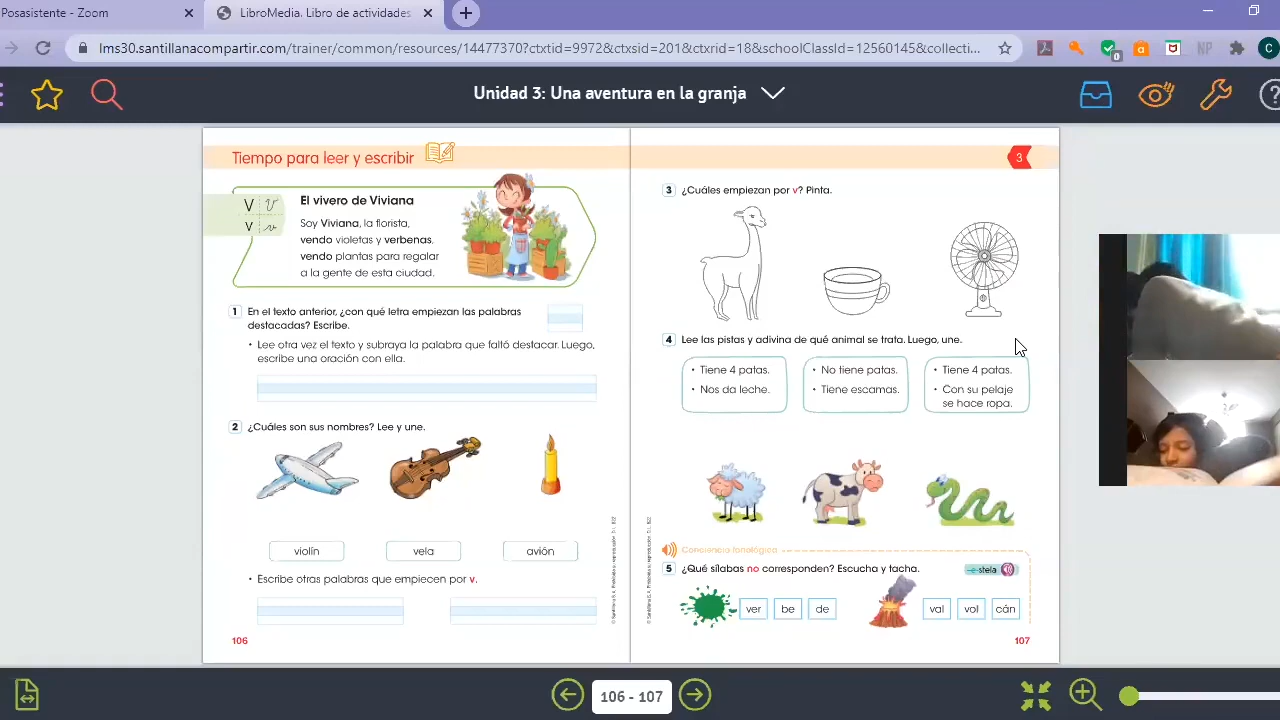 Posasistente - Zoom
LibroMedia. Libro de actividades
lms30.santillanacompartir.com/trainer/common/resources/14477370?ctxtid=9972&ctxsid=201&ctxrid=18&schoolClassId=12560145&collecti...
0
a
NP
C
Unidad 3: Una aventura en la granja
?
Tiempo para leer y escribir
V V
v v
El vivero de Viviana
Soy Viviana, la florista,
vendo violetas y verbenas,
vendo plantas para regalar
a la gente de esta ciudad.
1 En el texto anterior, ¿con qué letra empiezan las palabras
destacadas? Escribe.
• Lee otra vez el texto y subraya la palabra que faltó destacar. Luego,
escribe una oración con ella.
2 ¿Cuáles son sus nombres? Lee y une.
violín
vela
avión
• Escribe otras palabras que empiecen por v.
106
3
3 ¿Cuáles empiezan por v? Pinta.
4 Lee las pistas y adivina de qué animal se trata. Luego, une.
• Tiene 4 patas.
• Nos da leche.
• No tiene patas.
• Tiene escamas.
• Tiene 4 patas.
• Con su pelaje
se hace ropa.
Conciencia fonológica
5 ¿Qué sílabas no corresponden? Escucha y tacha.
-e-stela
ver
be
de
val
vol
cán
107
106 - 107